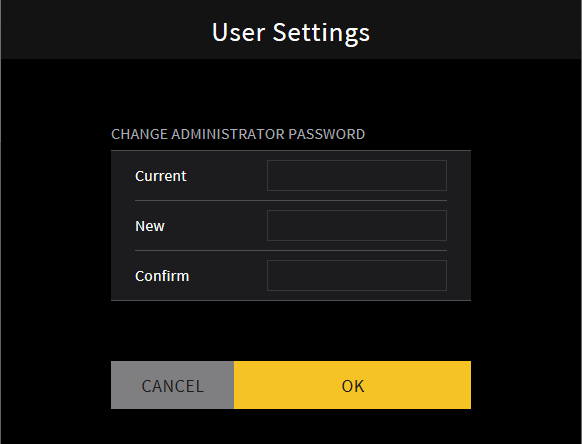 User Settings
CHANGE ADMINISTRATOR PASSWORD
Current
New
Confirm
CANCEL
OK